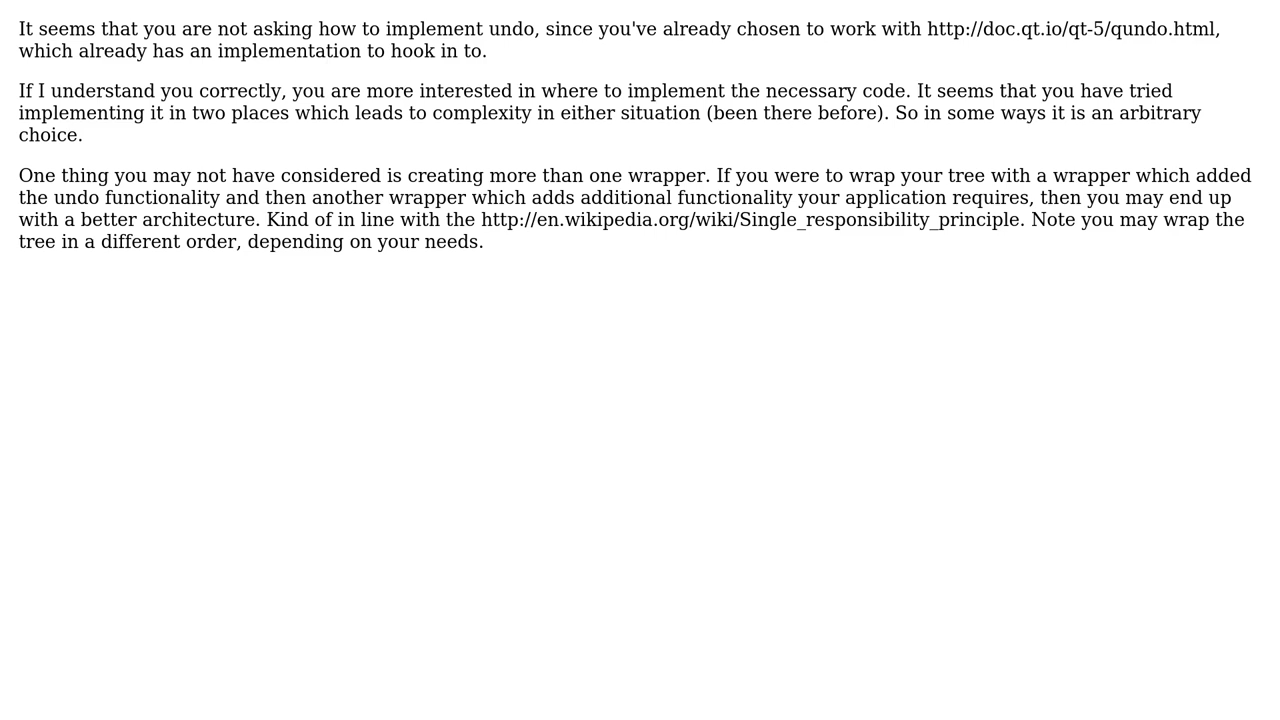 It seems that you are not asking how to implement undo, since you've already chosen to work with http://doc.qt.io/qt-5/qundo.html,
which already has an implementation to hook in to.
If I understand you correctly, you are more interested in where to implement the necessary code. It seems that you have tried
implementing it in two places which leads to complexity in either situation (been there before). So in some ways it is an arbitrary
choice.
One thing you may not have considered is creating more than one wrapper. If you were to wrap your tree with a wrapper which added
the undo functionality and then another wrapper which adds additional functionality your application requires, then you may end up
with a better architecture. Kind of in line with the http://en.wikipedia.org/wiki/Single_responsibility_principle. Note you may wrap the
tree in a different order, depending on your needs.